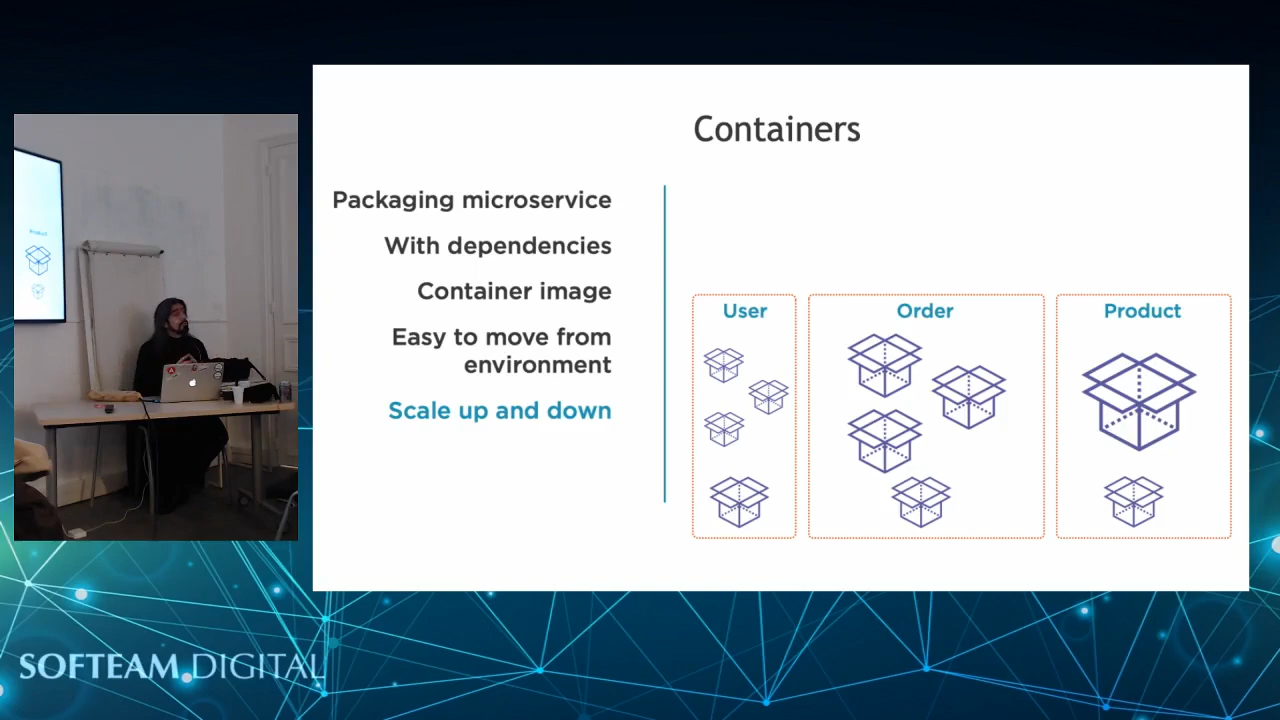 Containers
Packaging microservice
With dependencies
Container image
Easy to move from
environment
Scale up and down
User
Order
Product
Product
SOFTEAM DIGITAL